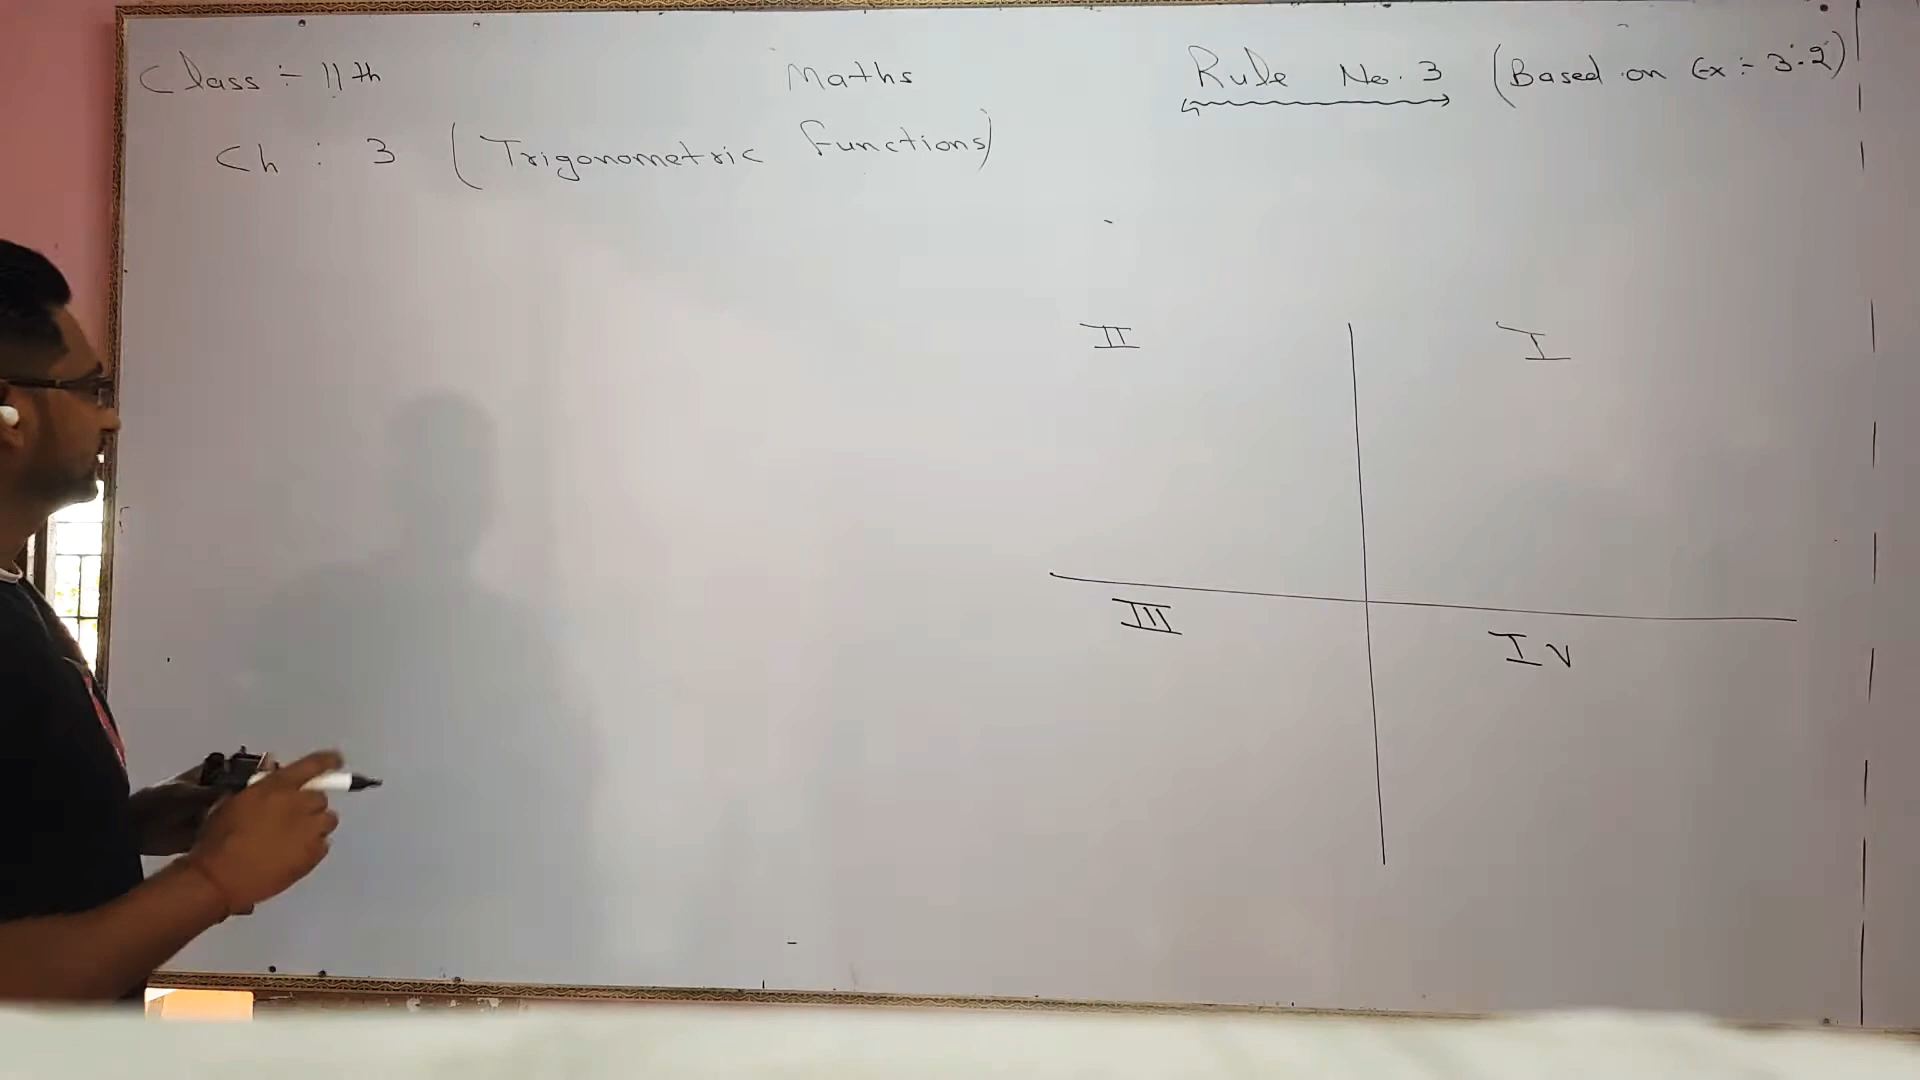 Class :- 11th Maths Rule No. 3 (Based on Ex :- 3.2)
Ch : 3 (Trigonometric Functions)
II I
III IV